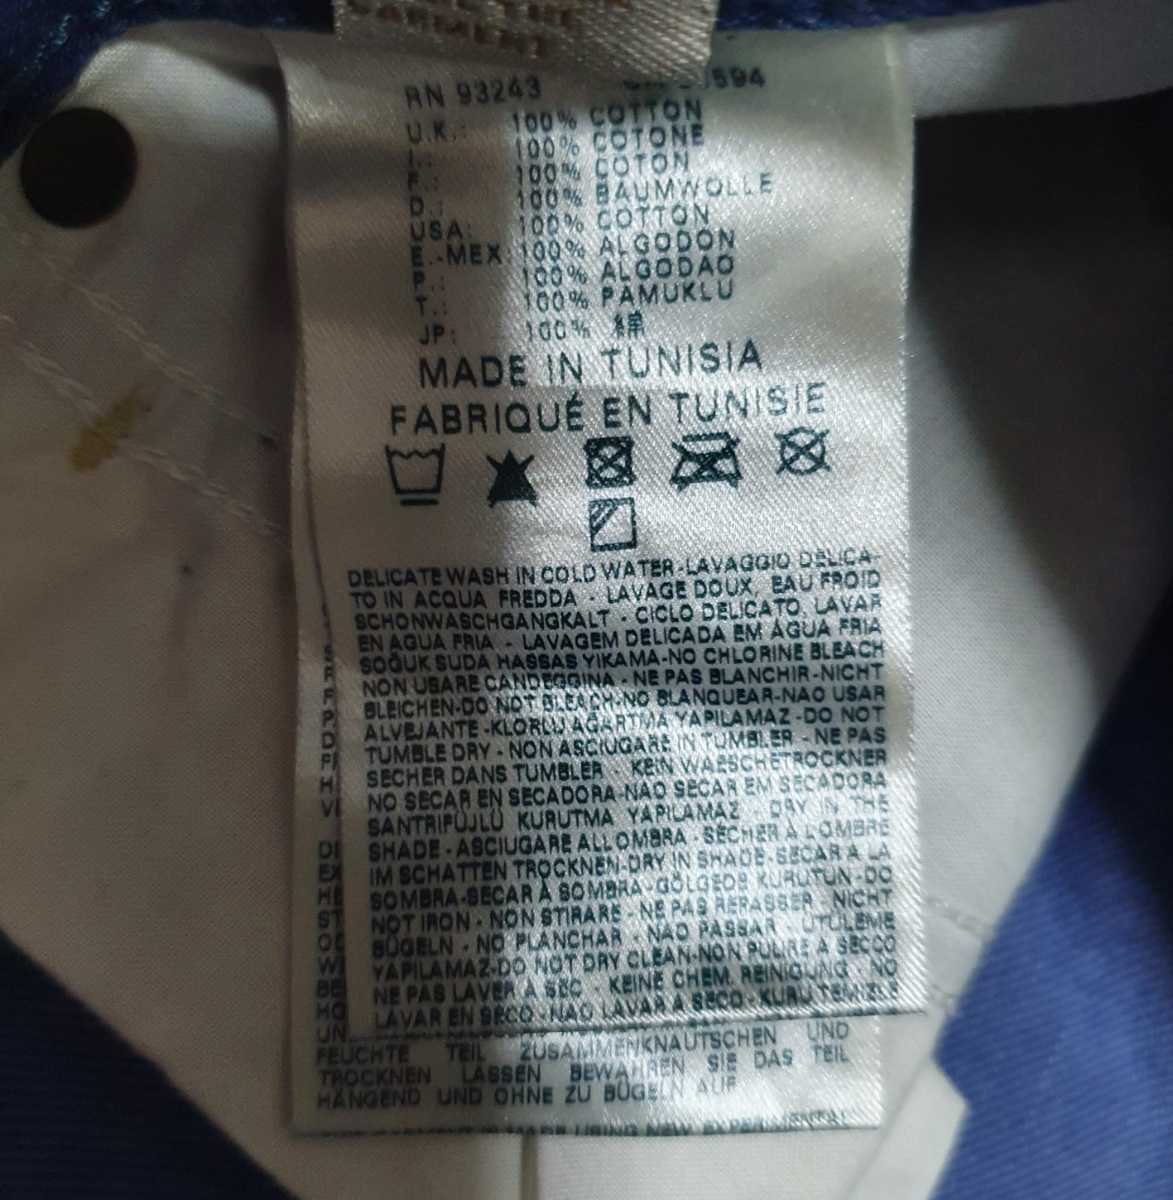 RN 93243 594
U.K.: 100% COTTON
I.: 100% COTONE
F.: 100% COTON
D.: 100% BAUMWOLLE
USA: 100% COTTON
E.-MEX: 100% ALGODON
P.: 100% ALGODAO
T.: 100% PAMUKLU
JP: 100% 綿
MADE IN TUNISIA
FABRIQUÉ EN TUNISIE
DELICATE WASH IN COLD WATER-LAVAGGIO DELICA-
TO IN ACQUA FREDDA - LAVAGE DOUX, EAU FROID
SCHONWASCHGANGKALT - CICLO DELICATO, LAVAR
EN AGUA FRIA - LAVAGEM DELICADA EM AGUA FRIA
SOĞUK SUDA HASSAS YIKAMA-NO CHLORINE BLEACH
NON USARE CANDEGGINA - NE PAS BLANCHIR-NICHT
BLEICHEN-DO NOT BLEACH-NO BLANQUEAR-NAO USAR
ALVEJANTE -KLORLU AĞARTMA YAPILAMAZ -DO NOT
TUMBLE DRY - NON ASCIUGARE IN TUMBLER - NE PAS
SECHER DANS TUMBLER - KEIN WAESCHETROCKNER
NO SECAR EN SECADORA-NAO SECAR EM SECADORA
SANTRIFÜJLÜ KURUTMA YAPILAMAZ DRY IN THE
SHADE -ASCIUGARE ALL OMBRA - SECHER À L'OMBRE
IM SCHATTEN TROCKNEN-DRY IN SHADE-SECAR A LA
SOMBRA-SECAR À SOMBRA-GÖLGEDE KURUTUN -DO
NOT IRON - NON STIRARE - NE PAS REPASSER NICHT
BÜGELN - NO PLANCHAR - NAO PASSAR ÜTÜLEME
YAPILAMAZ-DO NOT DRY CLEAN-NON PULIRE A SECCO
NE PAS LAVER À SEC - KEINE CHEM. REINIGUNG -NO
LAVAR EN SECO -NAO LAVAR A SECO- KURU TEMIZLE
FEUCHTE TEIL ZUSAMMENKNAUTSCHEN UND
TROCKNEN LASSEN BEWAHREN SIE DAS TEIL
HÄNGEND UND OHNE ZU BÜGELN AUF